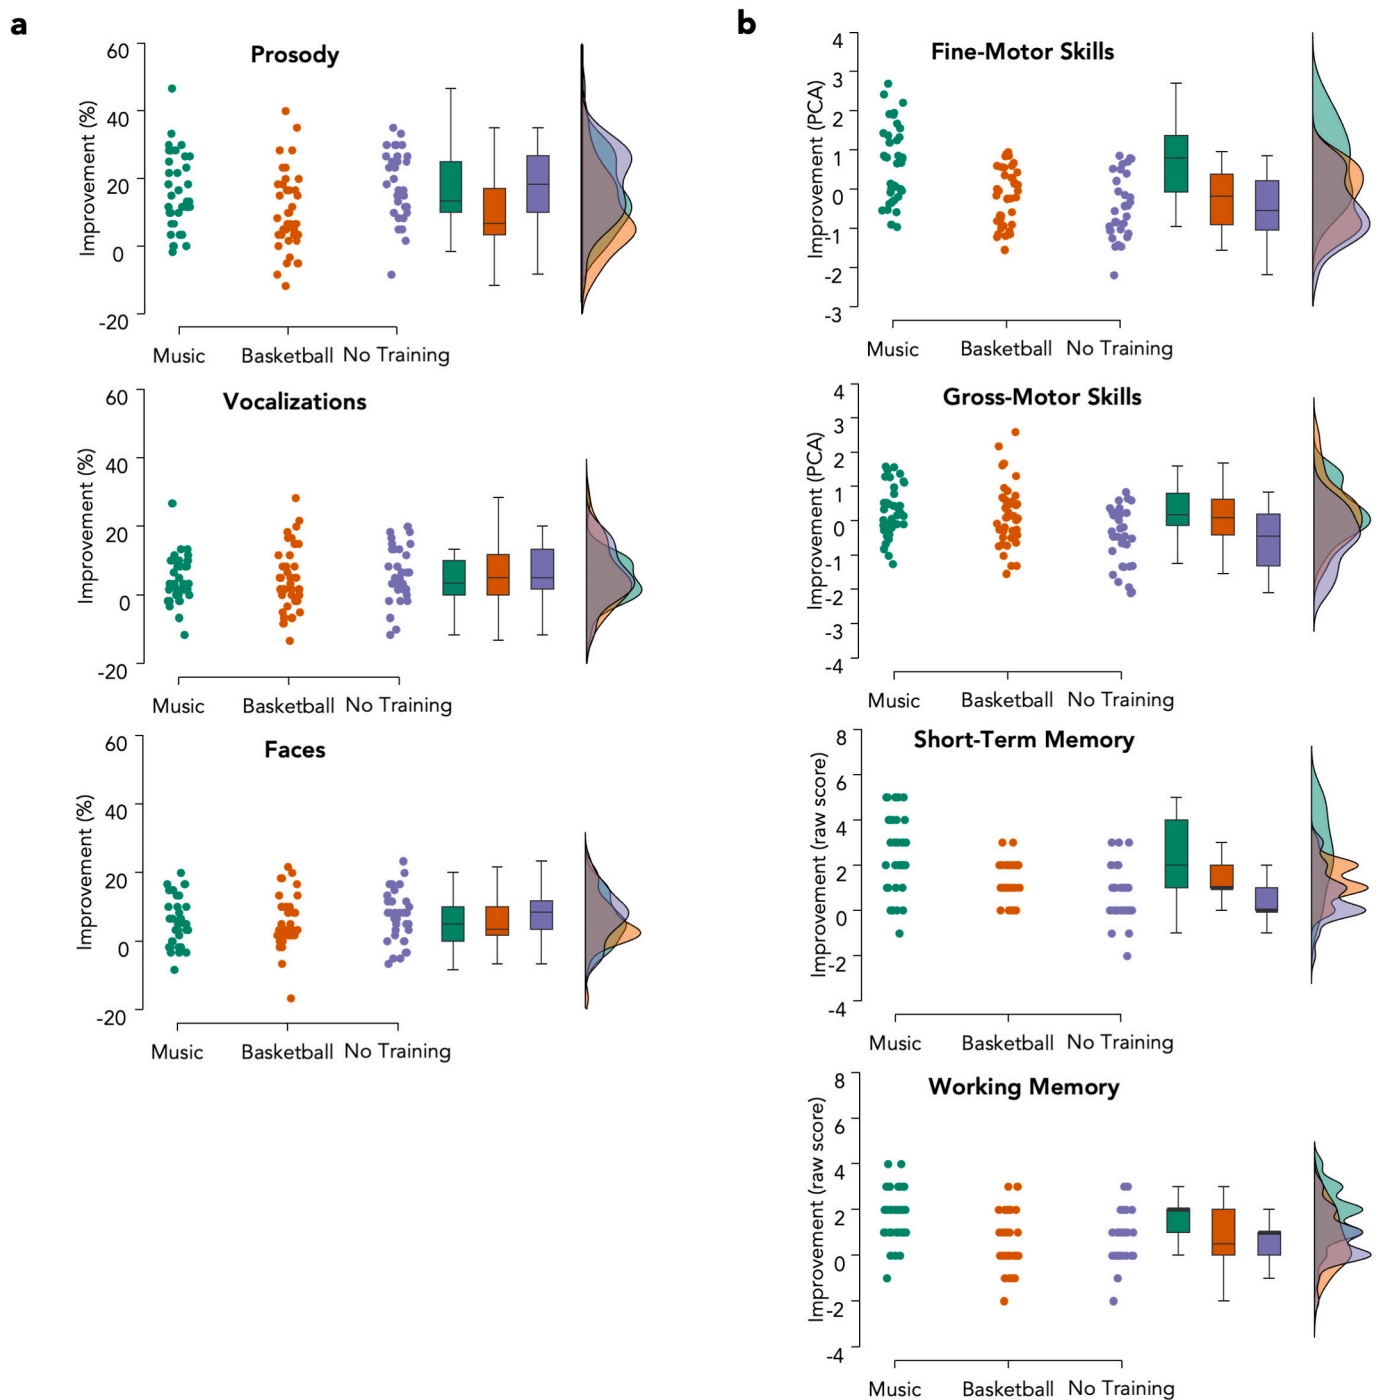 a
Prosody
Improvement (%)
60
40
20
0
-20
Music Basketball No Training
Vocalizations
Improvement (%)
60
40
20
0
-20
Music Basketball No Training
Faces
Improvement (%)
60
40
20
0
-20
Music Basketball No Training
b
Fine-Motor Skills
Improvement (PCA)
4
3
2
1
0
-1
-2
-3
Music Basketball No Training
Gross-Motor Skills
Improvement (PCA)
4
3
2
1
0
-1
-2
-3
-4
Music Basketball No Training
Short-Term Memory
Improvement (raw score)
8
6
4
2
0
-2
-4
Music Basketball No Training
Working Memory
Improvement (raw score)
8
6
4
2
0
-2
-4
Music Basketball No Training